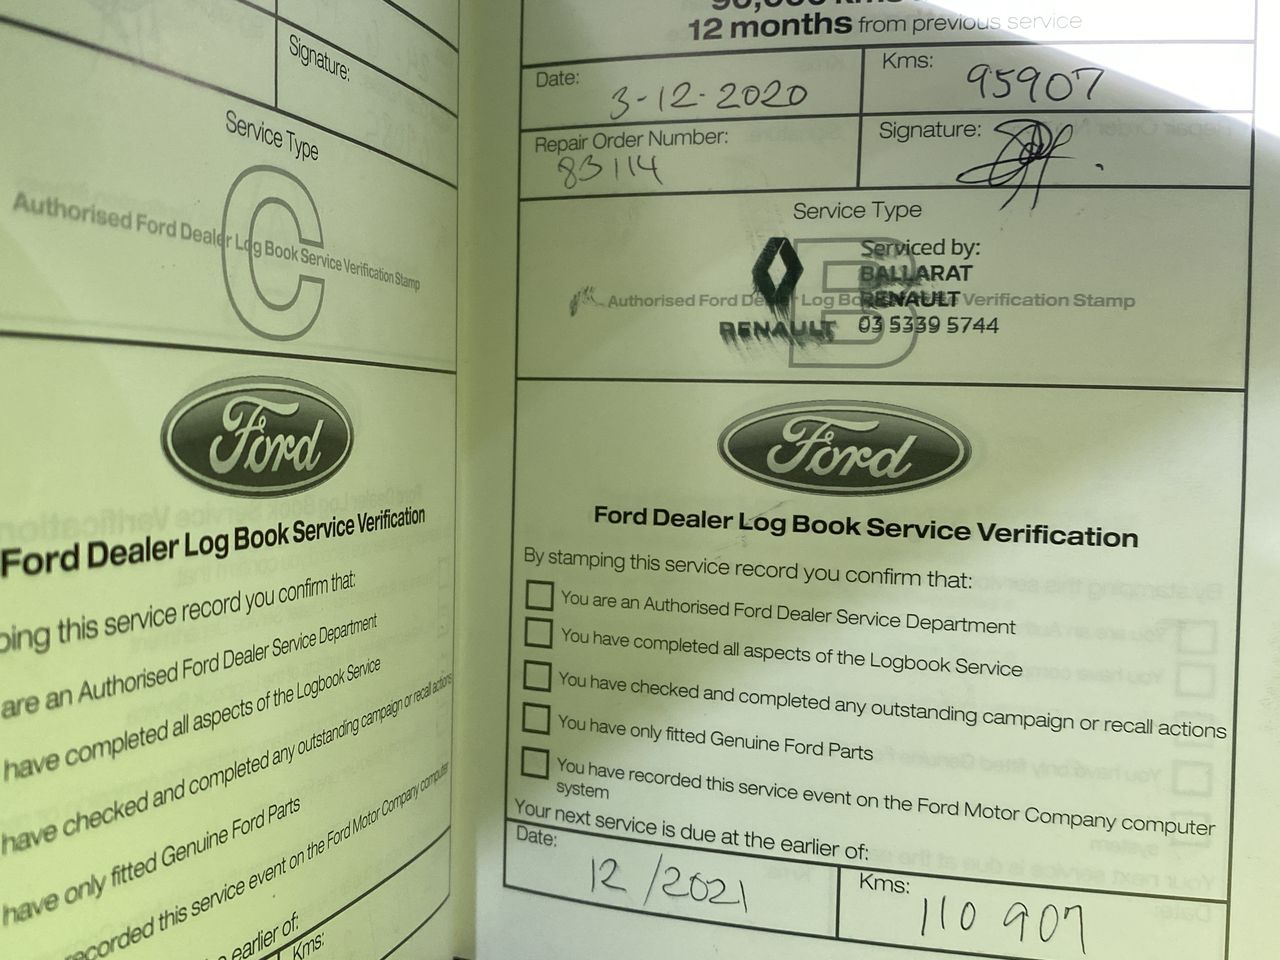 Signature:
Service Type
C
Authorised Ford Dealer Log Book Service Verification Stamp
Ford
Ford Dealer Log Book Service Verification
this service record you confirm that:
are an Authorised Ford Dealer Service Department
have completed all aspects of the Logbook Service
have checked and completed any outstanding campaign or recall actions
have only fitted Genuine Ford Parts
recorded this service event on the Ford Motor Company computer
earlier of:
Kms:
12 months from previous service
Date: 3-12-2020
Kms: 95907
Repair Order Number: 83114
Signature:
Service Type
B
Authorised Ford Dealer Log Book Service Verification Stamp
RENAULT
Serviced by:
BALLARAT
RENAULT
03 5339 5744
Ford
Ford Dealer Log Book Service Verification
By stamping this service record you confirm that:
You are an Authorised Ford Dealer Service Department
You have completed all aspects of the Logbook Service
You have checked and completed any outstanding campaign or recall actions
You have only fitted Genuine Ford Parts
You have recorded this service event on the Ford Motor Company computer
system
Your next service is due at the earlier of:
Date: 12/2021
Kms: 110 907